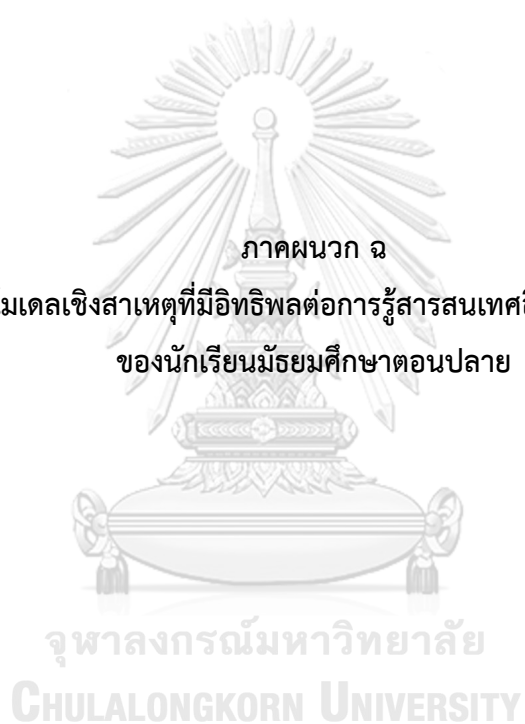 ภาคผนวก ฉ
มเดลเชิงสาเหตุที่มีอิทธิพลต่อการรู้สารสนเทศ
ของนักเรียนมัธยมศึกษาตอนปลาย
จุฬาลงกรณ์มหาวิทยาลัย
CHULALONGKORN UNIVERSITY